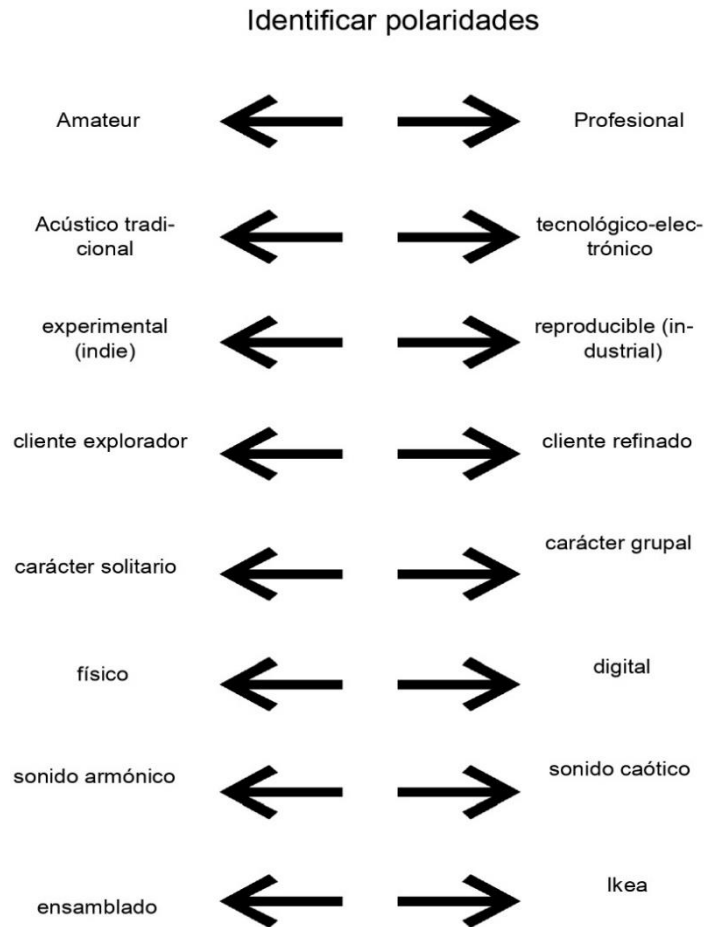 Identificar polaridades
Amateur
Profesional
Acústico tradi-
cional
tecnológico-elec-
trónico
experimental
(indie)
reproducible (in-
dustrial)
cliente explorador
cliente refinado
carácter solitario
carácter grupal
físico
digital
sonido armónico
sonido caótico
ensamblado
Ikea